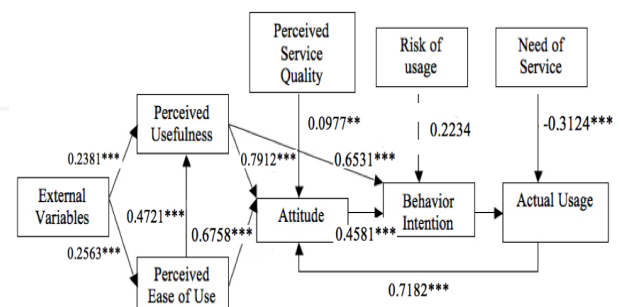 Perceived
Service
Quality
Risk of
usage
Need of
Service
Perceived
Usefulness
0.0977**
0.2234
-0.3124***
0.2381***
0.7912***
0.6531***
External
Variables
0.4721***
Attitude
Behavior
Intention
Actual Usage
0.6758***
0.4581***
0.2563***
Perceived
Ease of Use
0.7182***